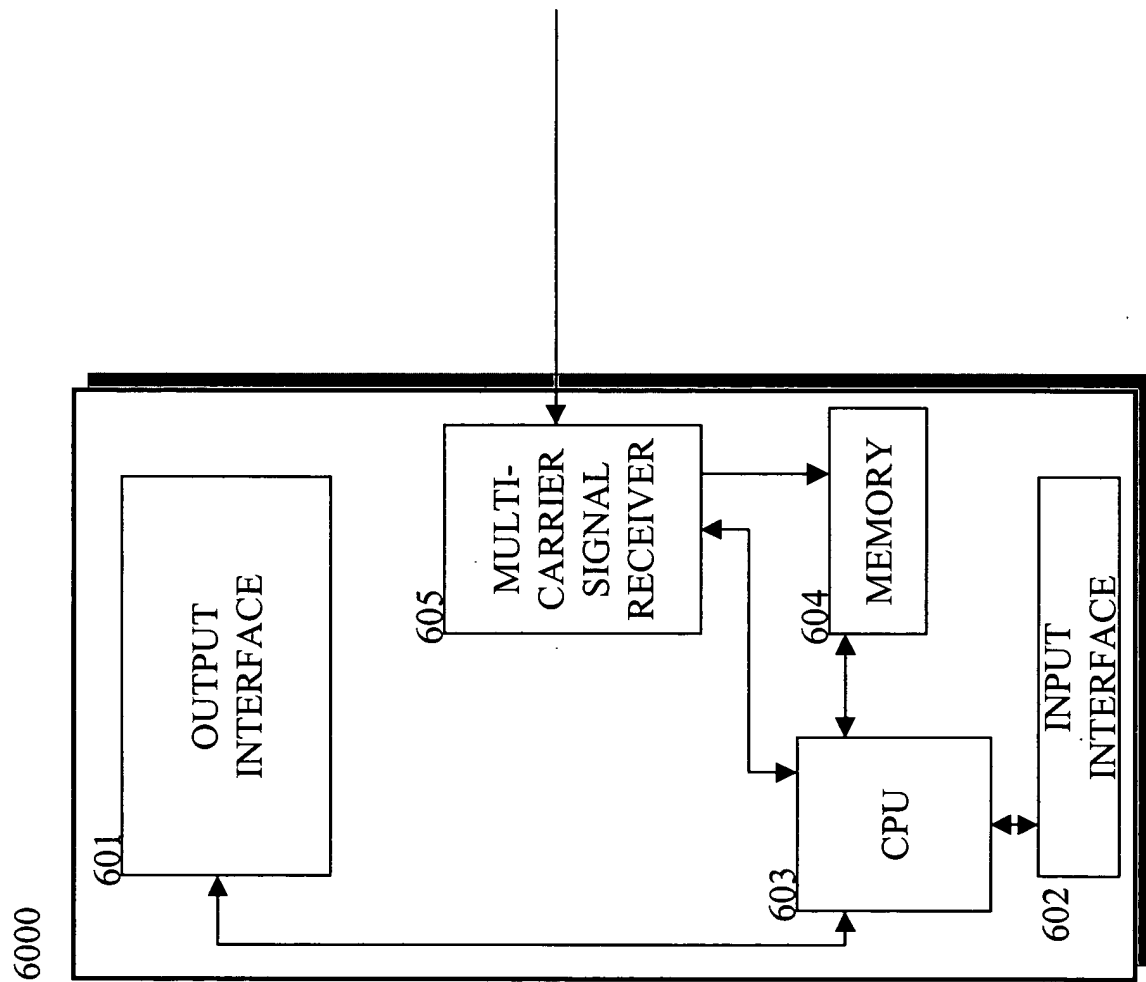 6000
601
OUTPUT
INTERFACE
605
MULTI-
CARRIER
SIGNAL
RECEIVER
604
MEMORY
603
CPU
602
INPUT
INTERFACE